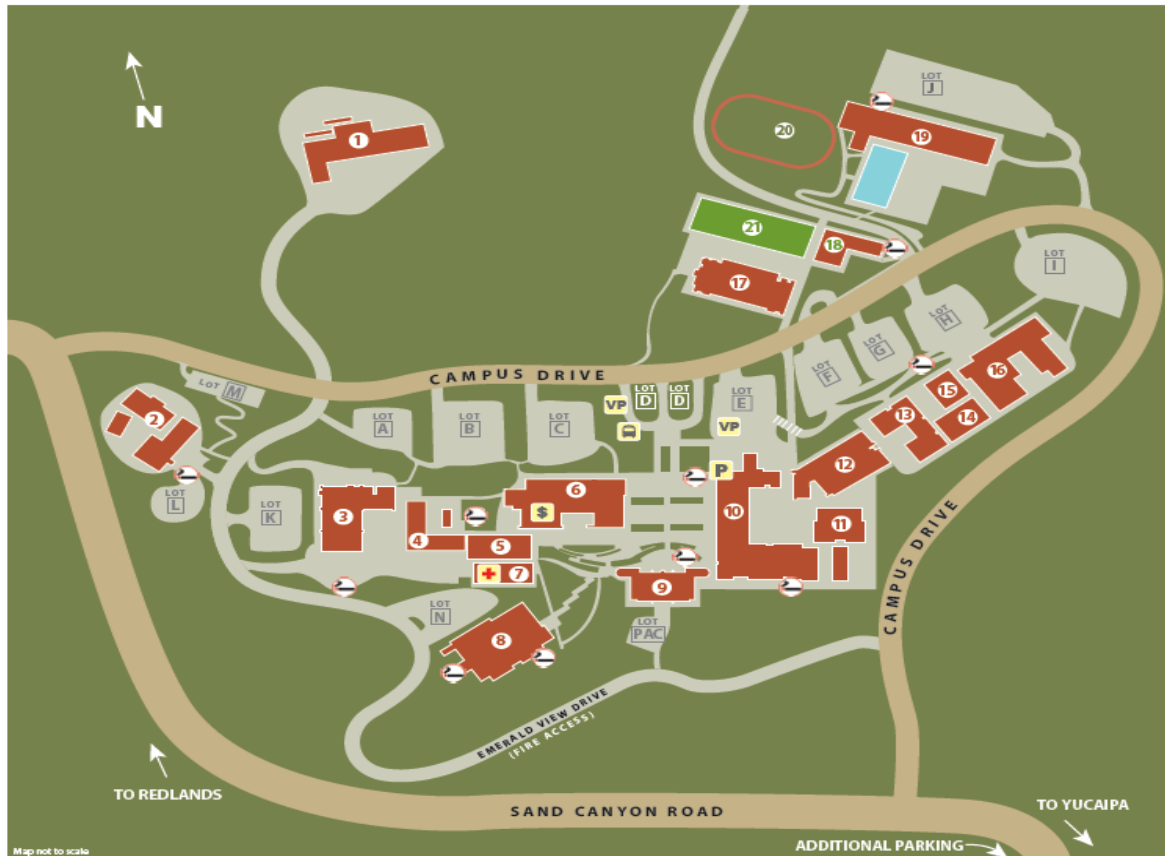 N
1
LOT
J
19
20
21
18
17
LOT
I
LOT
H
LOT
G
LOT
F
CAMPUS DRIVE
LOT
M
2
LOT
L
LOT
A
LOT
B
LOT
C
VP
LOT
D
LOT
D
LOT
E
VP
P
16
15
14
13
12
11
10
LOT
K
3
4
5
6
$
7
8
9
LOT
N
LOT
PAC
CAMPUS DRIVE
EMERALD VIEW DRIVE
(FIRE ACCESS)
TO REDLANDS
SAND CANYON ROAD
TO YUCAIPA
ADDITIONAL PARKING
Map not to scale